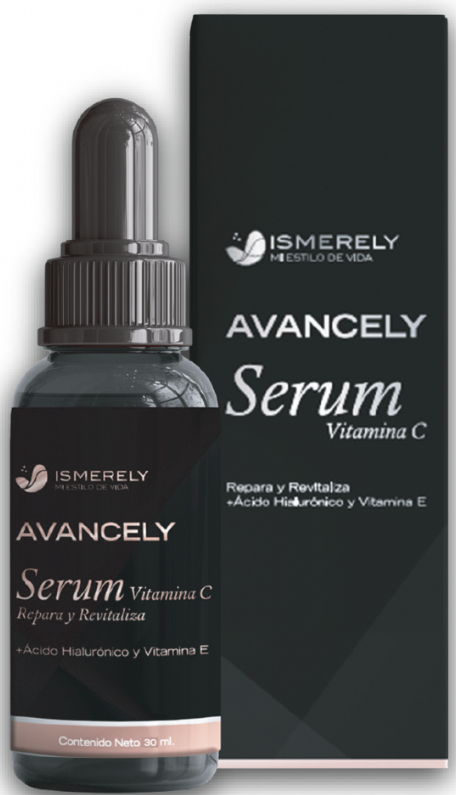 ISMERELY
MI ESTILO DE VIDA
AVANCELY
Serum
Vitamina C
Repara y Revitaliza
+Ácido Hialurónico y Vitamina E
ISMERELY
MI ESTILO DE VIDA
AVANCELY
Serum Vitamina C
Repara y Revitaliza
+Ácido Hialurónico y Vitamina E
Contenido Neto 30 ml.